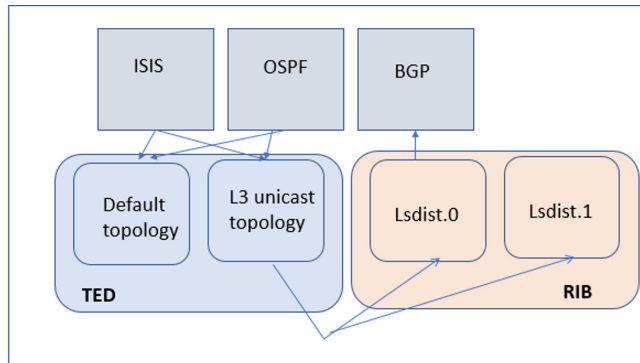 ISIS
OSPF
BGP
Default
topology
L3 unicast
topology
Lsdist.0
Lsdist.1
TED
RIB